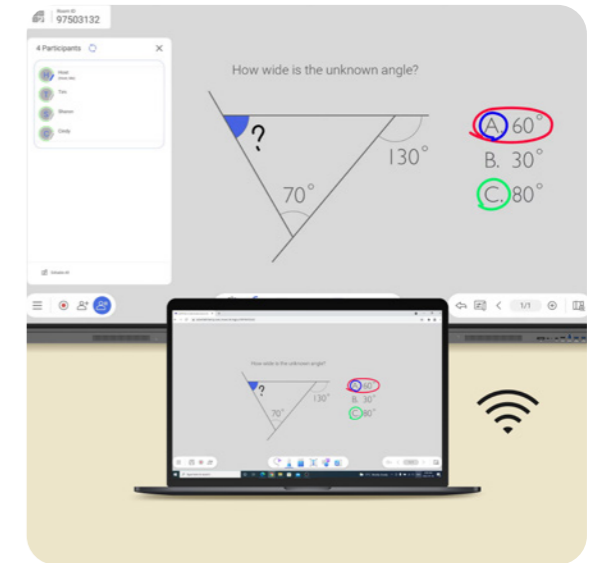 Room ID
97503132
4 Participants
Host
Tom
Sharon
Cindy
How wide is the unknown angle?
?
130°
70°
A. 60°
B. 30°
C. 80°
1/1
How wide is the unknown angle?
?
130°
70°
A. 60°
B. 30°
C. 80°